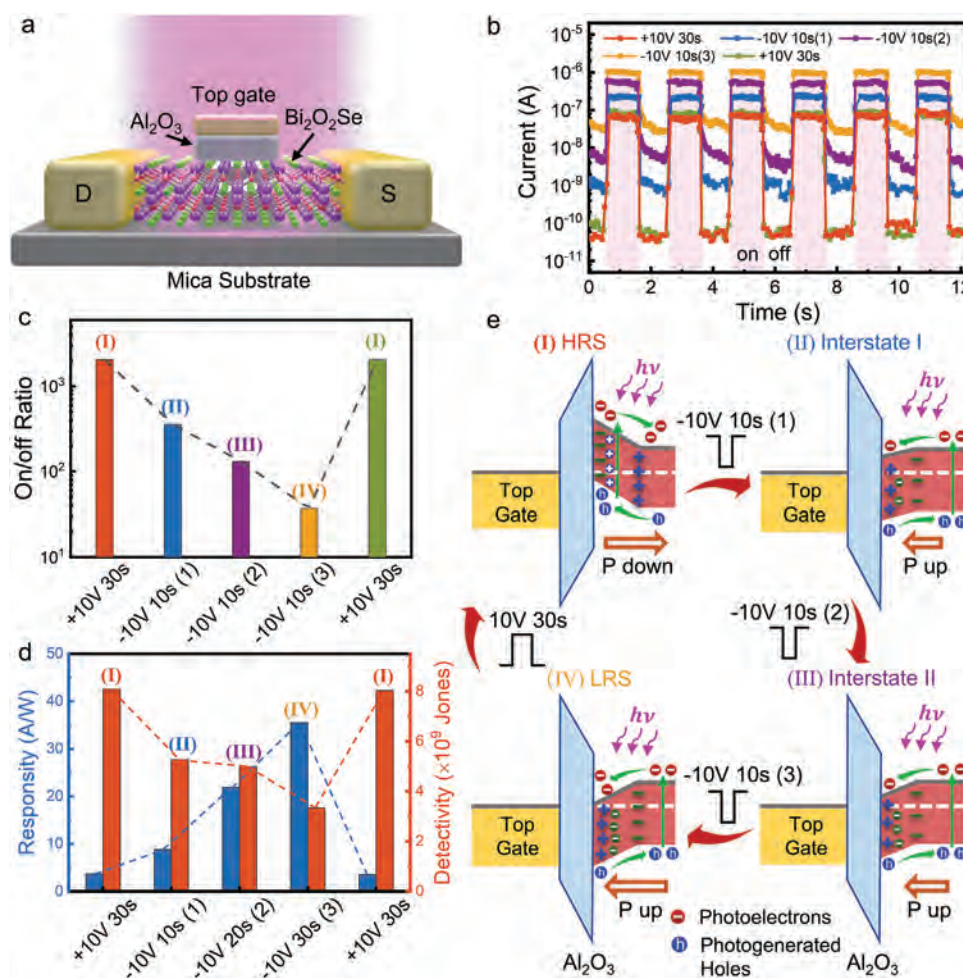 a
Top gate
Al2O3
Bi2O2Se
D
S
Mica Substrate
b
+10V 30s
-10V 10s(1)
-10V 10s(2)
-10V 10s(3)
+10V 30s
Current (A)
10-5
10-6
10-7
10-8
10-9
10-10
10-11
on off
0 2 4 6 8 10 12
Time (s)
c
On/off Ratio
103
102
101
(I)
(II)
(III)
(IV)
(I)
+10V 30s
-10V 10s (1)
-10V 10s (2)
-10V 10s (3)
+10V 30s
d
Responsity (A/W)
50
40
30
20
10
0
(I)
(II)
(III)
(IV)
(I)
8
6
4
2
0
Detectivity (×109 Jones)
+10V 30s
-10V 10s (1)
-10V 20s (2)
-10V 30s (3)
+10V 30s
e
(I) HRS
hν
Top
Gate
P down
-10V 10s (1)
(II) Interstate I
hν
Top
Gate
P up
-10V 10s (2)
(III) Interstate II
hν
Top
Gate
P up
Al2O3
-10V 10s (3)
(IV) LRS
hν
Top
Gate
P up
Al2O3
10V 30s
Photoelectrons
h Photogenerated
Holes